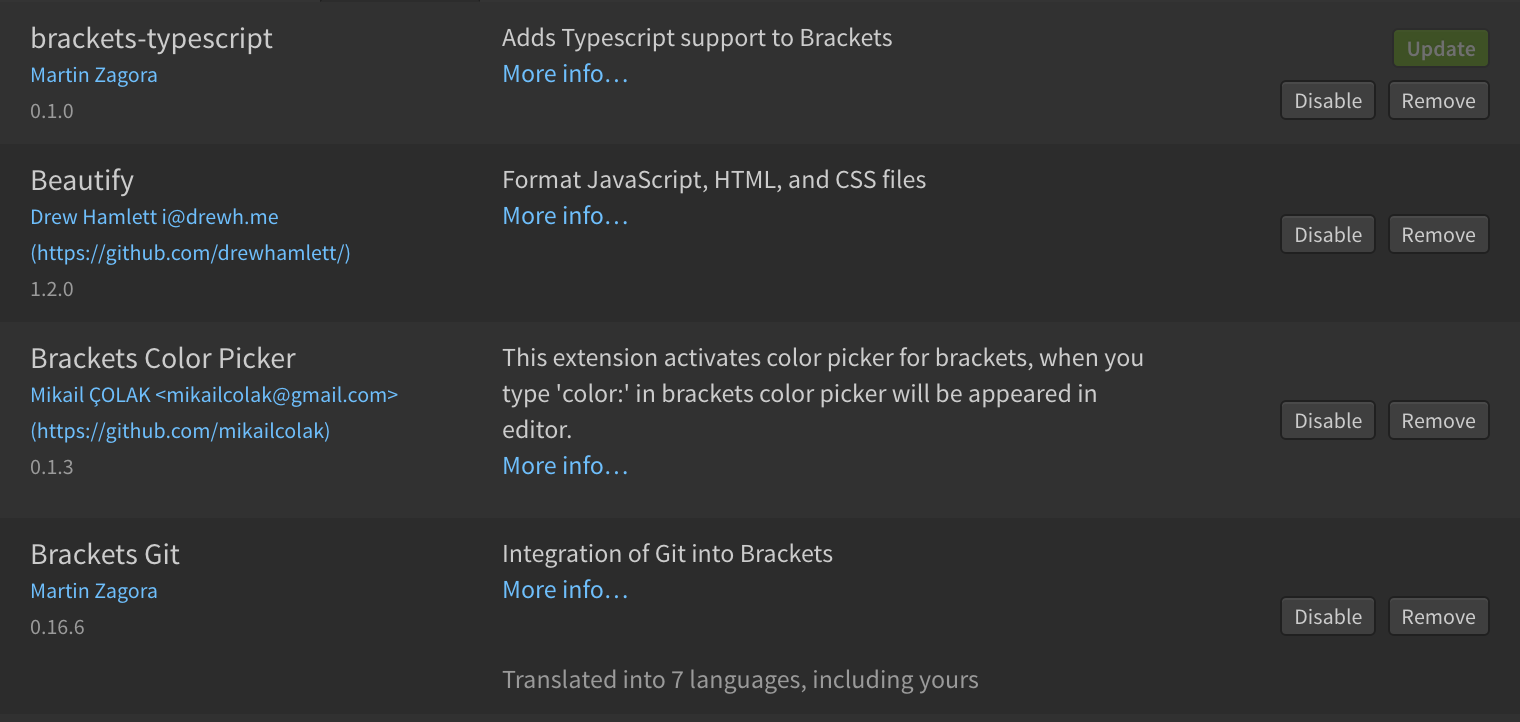 brackets-typescript
Martin Zagora
0.1.0
Adds Typescript support to Brackets
More info…
Update
Disable
Remove
Beautify
Drew Hamlett i@drewh.me
(https://github.com/drewhamlett/)
1.2.0
Format JavaScript, HTML, and CSS files
More info…
Disable
Remove
Brackets Color Picker
Mikail ÇOLAK <mikailcolak@gmail.com>
(https://github.com/mikailcolak)
0.1.3
This extension activates color picker for brackets, when you
type 'color:' in brackets color picker will be appeared in
editor.
More info…
Disable
Remove
Brackets Git
Martin Zagora
0.16.6
Integration of Git into Brackets
More info…
Translated into 7 languages, including yours
Disable
Remove